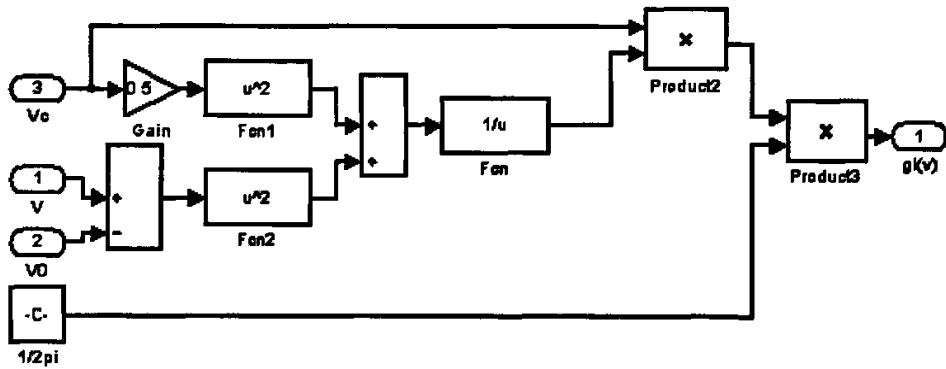 ×
Product2
3
Vc
0 5
Gain
u^2
Fcn1
+
+
1/u
Fcn
×
Product3
1
gl(v)
1
V
2
V0
+
-
u^2
Fcn2
-C-
1/2pi